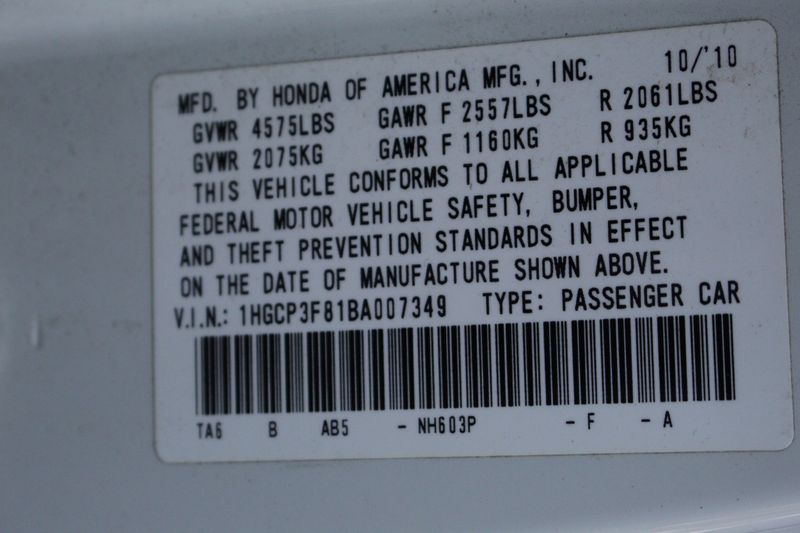 MFD. BY HONDA OF AMERICA MFG., INC. 10/'10
GVWR 4575LBS GAWR F 2557LBS R 2061LBS
GVWR 2075KG GAWR F 1160KG R 935KG
THIS VEHICLE CONFORMS TO ALL APPLICABLE
FEDERAL MOTOR VEHICLE SAFETY, BUMPER,
AND THEFT PREVENTION STANDARDS IN EFFECT
ON THE DATE OF MANUFACTURE SHOWN ABOVE.
V.I.N.: 1HGCP3F81BA007349 TYPE: PASSENGER CAR
TA6 B AB5 - NH603P - F - A